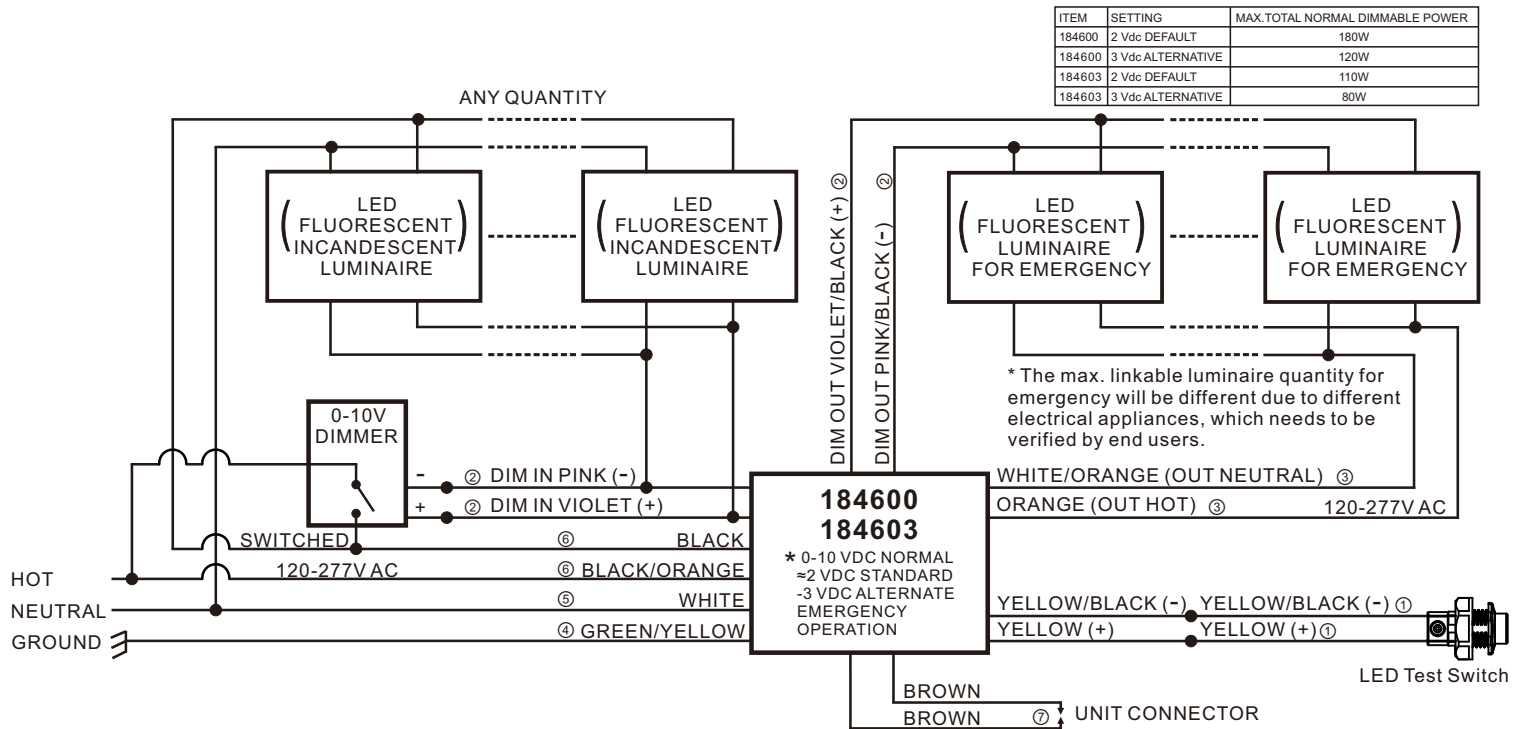 ITEM SETTING MAX.TOTAL NORMAL DIMMABLE POWER
184600 2 Vdc DEFAULT 180W
184600 3 Vdc ALTERNATIVE 120W
184603 2 Vdc DEFAULT 110W
184603 3 Vdc ALTERNATIVE 80W
ANY QUANTITY
LED
FLUORESCENT
INCANDESCENT
LUMINAIRE
LED
FLUORESCENT
INCANDESCENT
LUMINAIRE
DIM OUT VIOLET/BLACK (+) ②
DIM OUT PINK/BLACK (-) ②
LED
FLUORESCENT
LUMINAIRE
FOR EMERGENCY
LED
FLUORESCENT
LUMINAIRE
FOR EMERGENCY
* The max. linkable luminaire quantity for
emergency will be different due to different
electrical appliances, which needs to be
verified by end users.
0-10V
DIMMER
- ② DIM IN PINK (-)
+ ② DIM IN VIOLET (+)
SWITCHED ⑥ BLACK
120-277V AC ⑥ BLACK/ORANGE
HOT
NEUTRAL ⑤ WHITE
GROUND ④ GREEN/YELLOW
184600
184603
* 0-10 VDC NORMAL
≈2 VDC STANDARD
-3 VDC ALTERNATE
EMERGENCY
OPERATION
WHITE/ORANGE (OUT NEUTRAL) ③
ORANGE (OUT HOT) ③ 120-277V AC
YELLOW/BLACK (-) YELLOW/BLACK (-) ①
YELLOW (+) YELLOW (+) ①
LED Test Switch
BROWN
BROWN ⑦ UNIT CONNECTOR